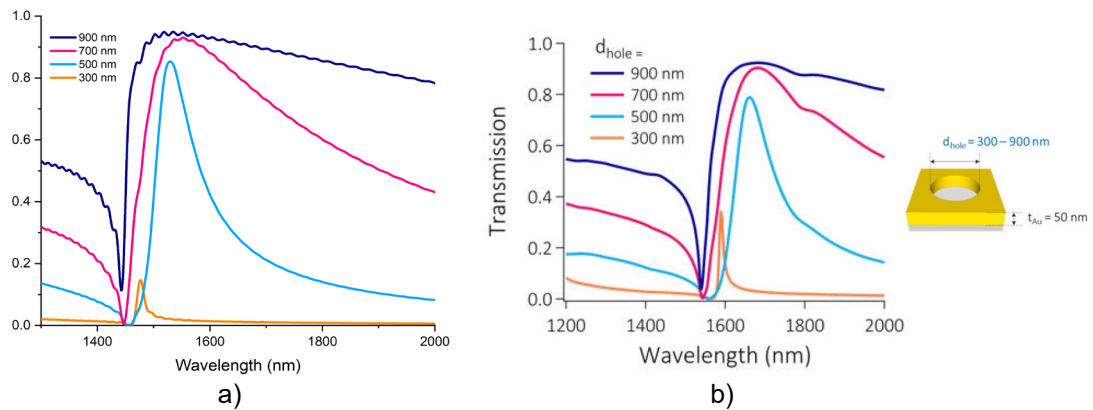 1.0
0.8
0.6
0.4
0.2
0.0
900 nm
700 nm
500 nm
300 nm
1400
1600
1800
2000
Wavelength (nm)
a)
Transmission
1.0
0.8
0.6
0.4
0.2
0.0
d_hole =
900 nm
700 nm
500 nm
300 nm
1200
1400
1600
1800
2000
Wavelength (nm)
b)
d_hole = 300 – 900 nm
t_Au = 50 nm